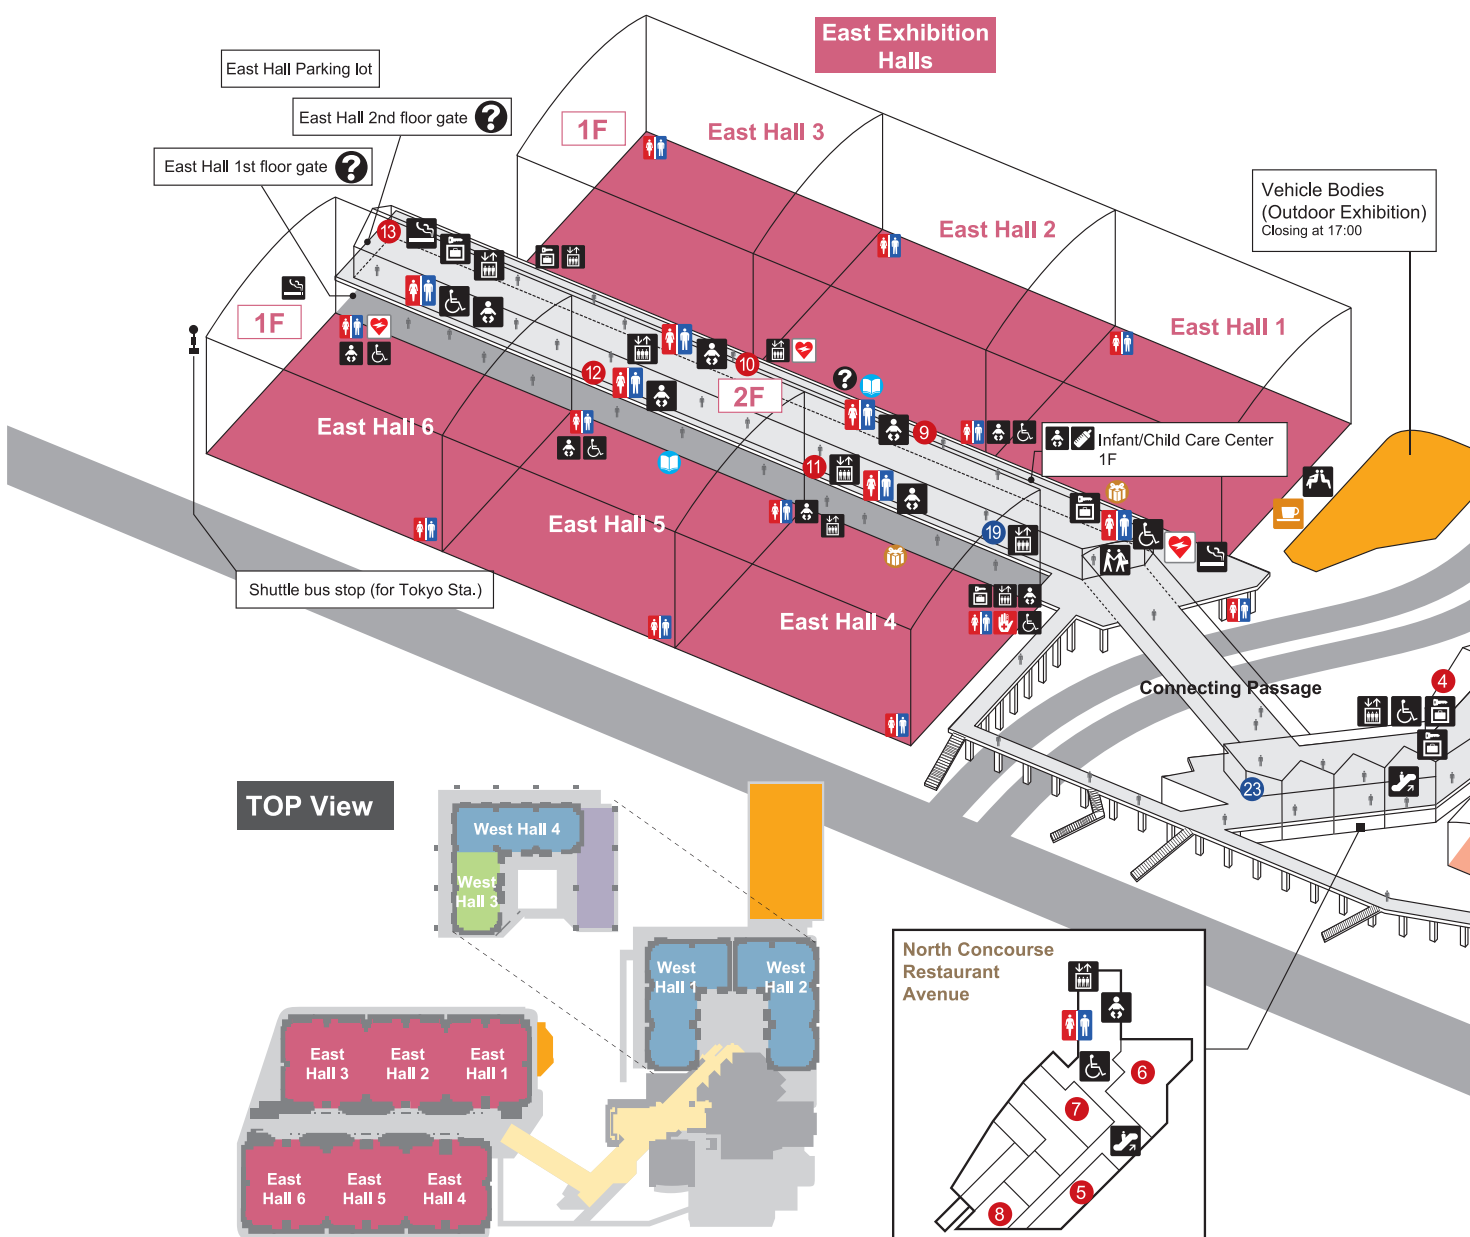 East Exhibition
Halls
East Hall Parking lot
East Hall 2nd floor gate ?
East Hall 1st floor gate ?
1F
East Hall 3
East Hall 2
East Hall 1
Vehicle Bodies
(Outdoor Exhibition)
Closing at 17:00
13
1F
12
10
2F
?
9
11
19
East Hall 6
East Hall 5
East Hall 4
Infant/Child Care Center
1F
Shuttle bus stop (for Tokyo Sta.)
Connecting Passage
4
23
TOP View
West Hall 4
West
Hall 3
West
Hall 1
West
Hall 2
East
Hall 3
East
Hall 2
East
Hall 1
East
Hall 6
East
Hall 5
East
Hall 4
North Concourse
Restaurant
Avenue
6
7
5
8